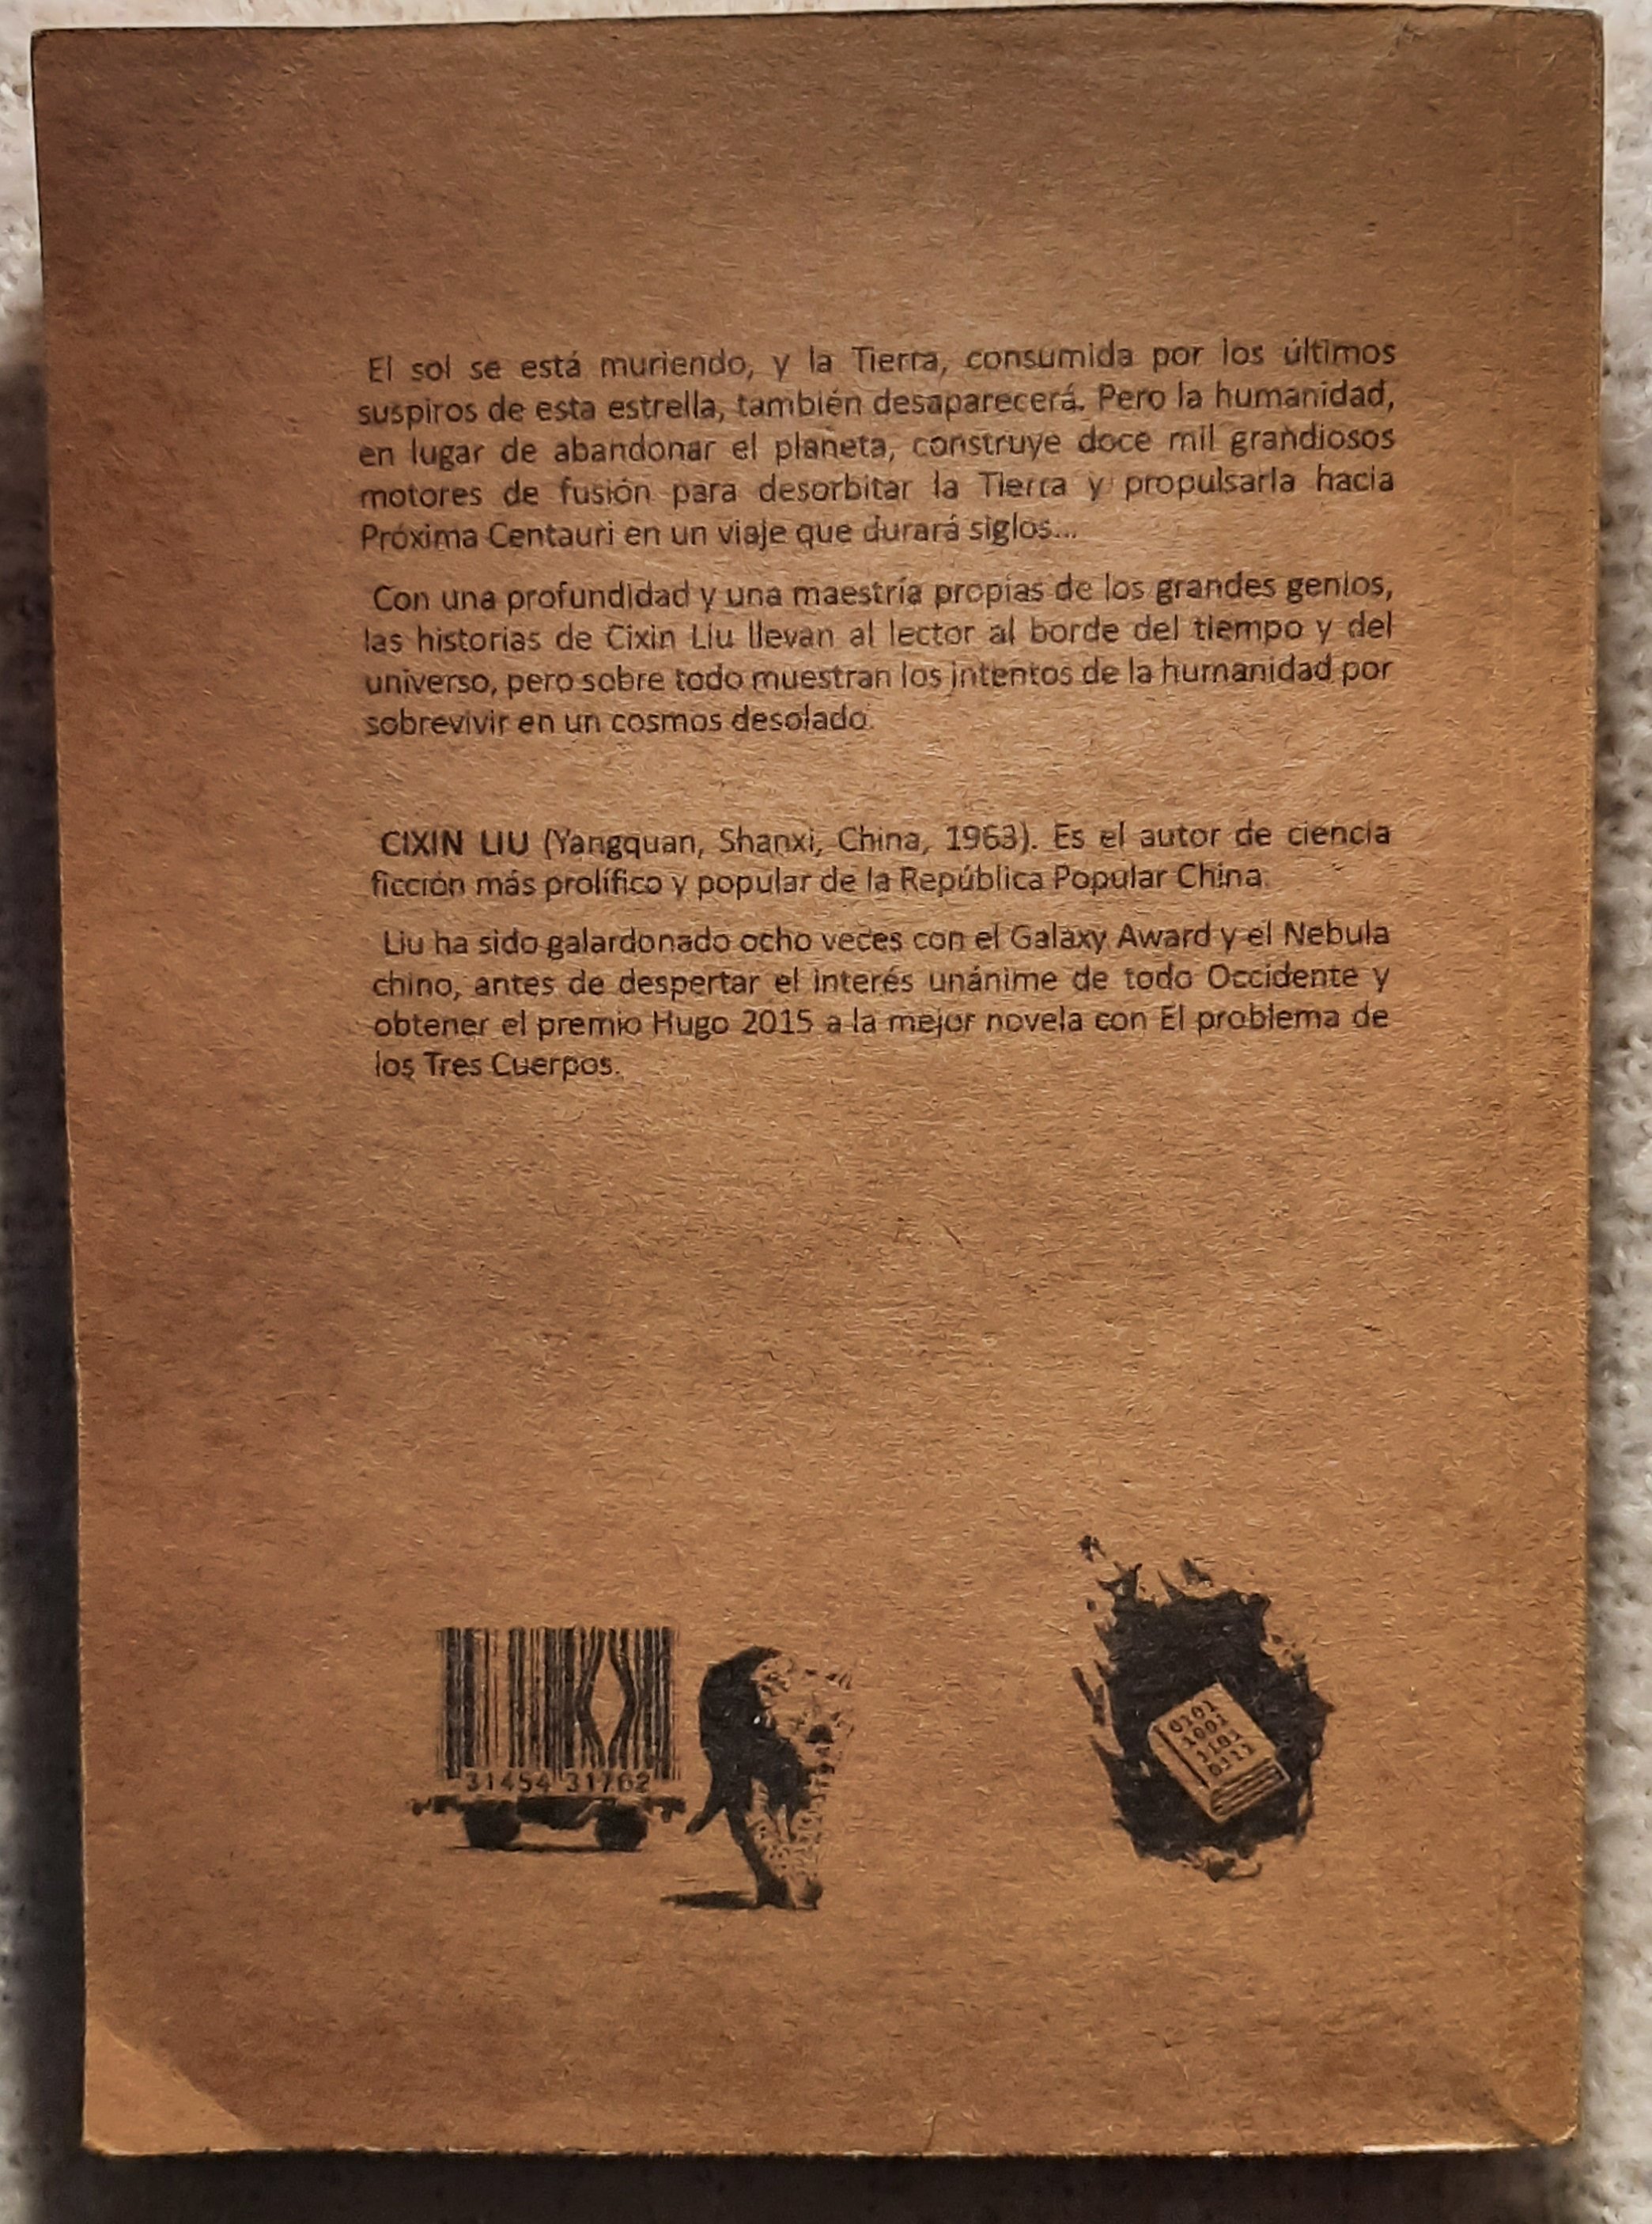 El sol se está muriendo, y la Tierra, consumida por los últimos
suspiros de esta estrella, también desaparecerá. Pero la humanidad,
en lugar de abandonar el planeta, construye doce mil grandiosos
motores de fusión para desorbitar la Tierra y propulsarla hacia
Próxima Centauri en un viaje que durará siglos...
Con una profundidad y una maestría propias de los grandes genios,
las historias de Cixin Liu llevan al lector al borde del tiempo y del
universo, pero sobre todo muestran los intentos de la humanidad por
sobrevivir en un cosmos desolado.
CIXIN LIU (Yangquan, Shanxi, China, 1963). Es el autor de ciencia
ficción más prolífico y popular de la República Popular China.
Liu ha sido galardonado ocho veces con el Galaxy Award y el Nebula
chino, antes de despertar el interés unánime de todo Occidente y
obtener el premio Hugo 2015 a la mejor novela con El problema de
los Tres Cuerpos.
31454 31762
0101
1001
1101
0111